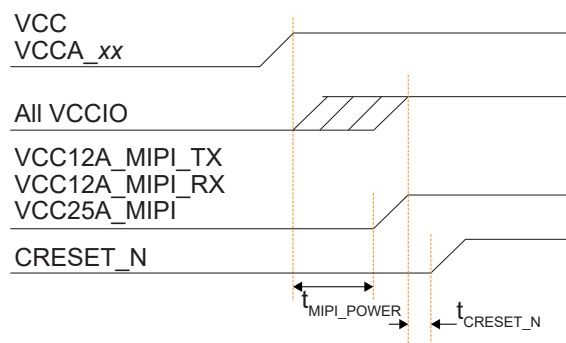 VCC
VCCA_xx
All VCCIO
VCC12A_MIPI_TX
VCC12A_MIPI_RX
VCC25A_MIPI
CRESET_N
tMIPI_POWER
tCRESET_N